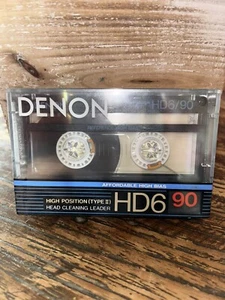 DENON HD6/90
AFFORDABLE HIGH BIAS
HIGH POSITION (TYPE II)
HEAD CLEANING LEADER
HD6 90